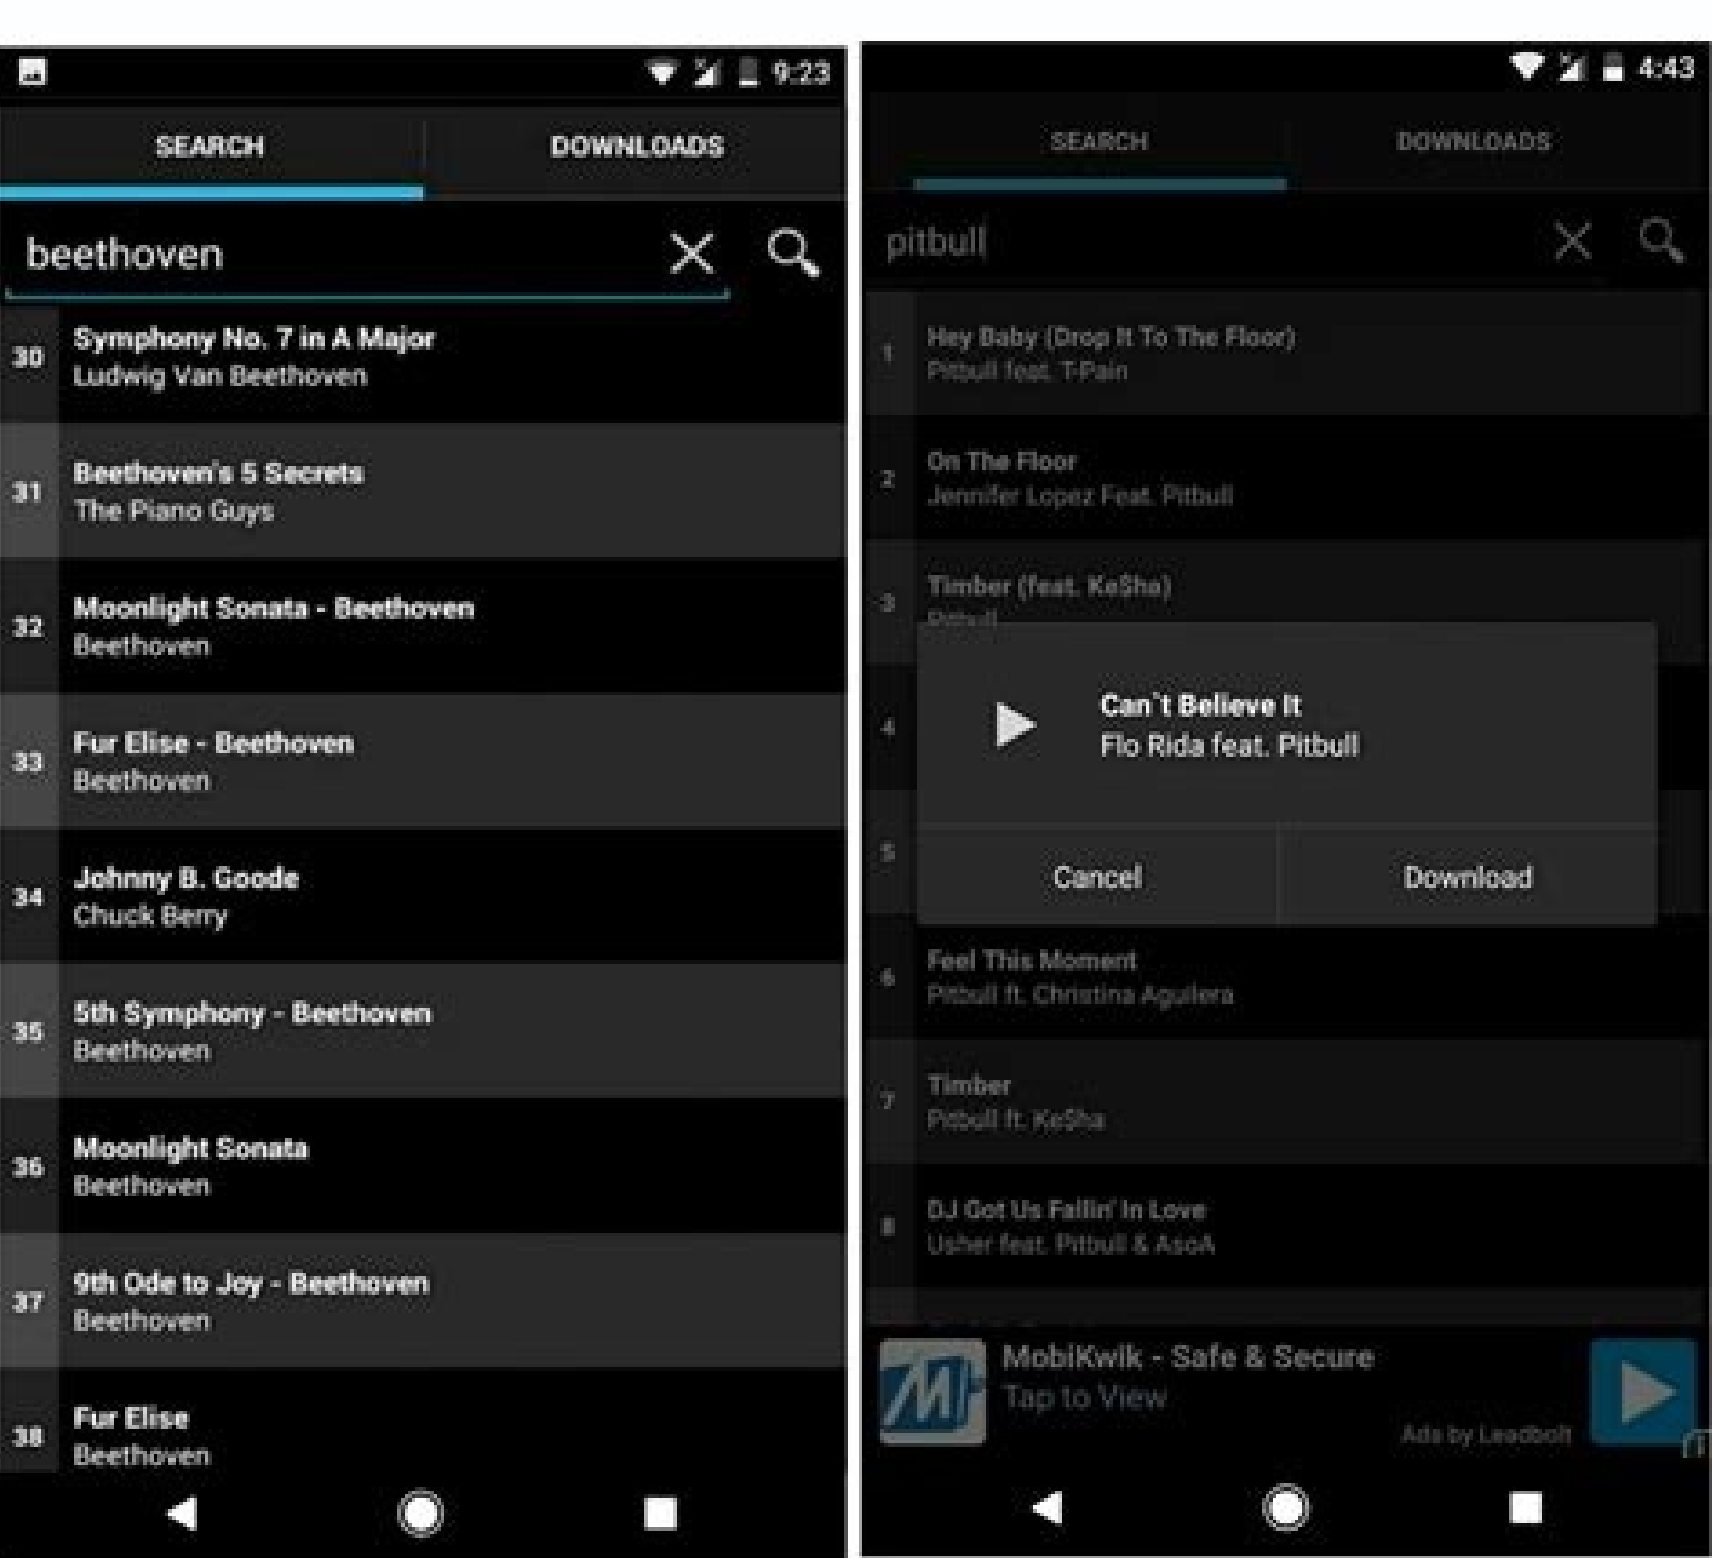 9:23
SEARCH DOWNLOADS
beethoven
30
Symphony No. 7 in A Major
Ludwig Van Beethoven
31
Beethoven's 5 Secrets
The Piano Guys
32
Moonlight Sonata - Beethoven
Beethoven
33
Fur Elise - Beethoven
Beethoven
34
Johnny B. Goode
Chuck Berry
35
5th Symphony - Beethoven
Beethoven
36
Moonlight Sonata
Beethoven
37
9th Ode to Joy - Beethoven
Beethoven
38
Fur Elise
Beethoven
4:43
SEARCH DOWNLOADS
pitbull
1
Hey Baby (Drop It To The Floor)
Pitbull feat. T-Pain
2
On The Floor
Jennifer Lopez Feat. Pitbull
3
Timber (feat. Ke$ha)
Pitbull
4
Can`t Believe It
Flo Rida feat. Pitbull
5
Cancel Download
6
Feel This Moment
Pitbull ft. Christina Aguilera
7
Timber
Pitbull ft. Ke$ha
8
DJ Got Us Fallin' In Love
Usher feat. Pitbull & AsoA
MobiKwik - Safe & Secure
Tap to View
Ads by Leadbolt